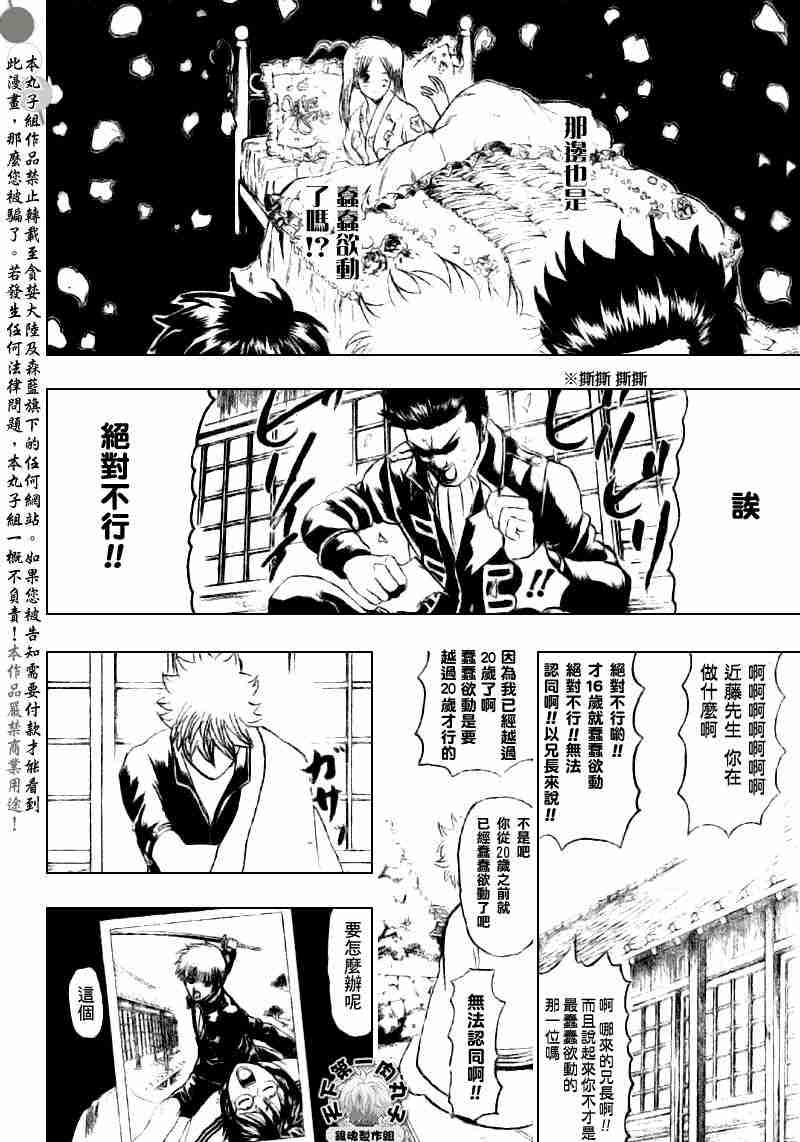 那邊也是
蠢蠢欲動
了嗎!?
※撕撕 撕撕
誒
!!
絕對不行!!
啊啊啊啊啊啊啊
近藤先生 你在
做什麼啊
絕對不行喲!!
才16歲就蠢蠢欲動
絕對不行!!無法
認同啊!!以兄長來說!!
啊 哪來的兄長啊!!
而且說起來你不才是
最蠢蠢欲動的
那一位嗎
因為我已經越過
20歲了啊
蠢蠢欲動是要
越過20歲才行的
不是吧
你從20歲之前就
已經蠢蠢欲動了吧
無法認同啊!!
ガサ
要怎麼辦呢
這個
本丸子組作品禁止轉載至貪婪大陸及森藍旗下的任何網站。如果您被告知需要付款才能看到
此漫畫，那麼您被騙了。若發生任何法律問題，本丸子組一概不負責！本作品嚴禁商業用途！
天下第一肉丸子
銀魂製作組